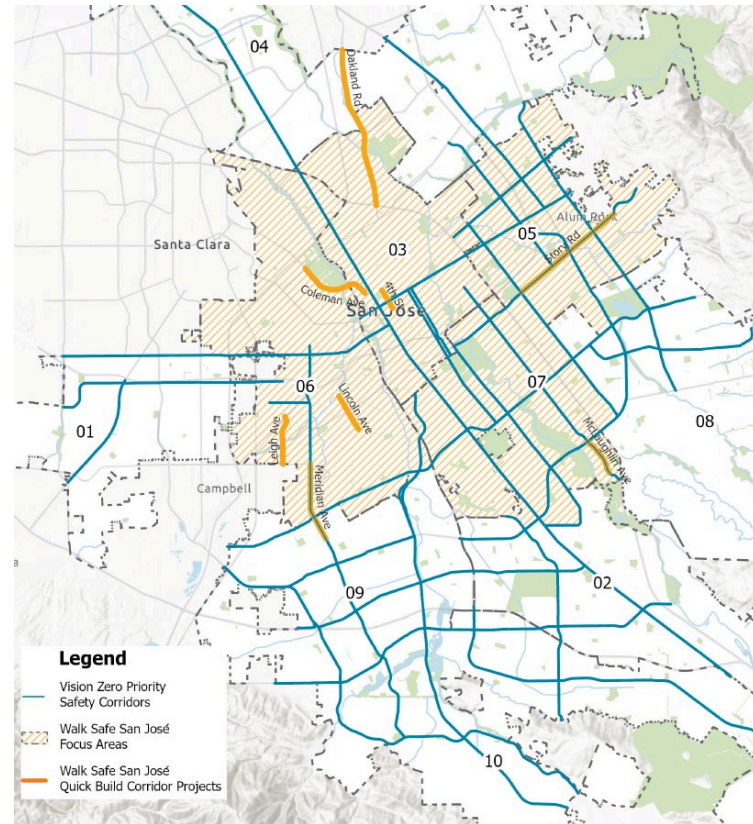 04
Oakland Rd
Alum Rock
05
Santa Clara
03
Story Rd
Coleman Ave
4th St
San Jose
06
07
Lincoln Ave
01
08
Leigh Ave
McLaughlin Ave
Campbell
Meridian Ave
09
02
10
Legend
Vision Zero Priority
Safety Corridors
Walk Safe San José
Focus Areas
Walk Safe San José
Quick Build Corridor Projects